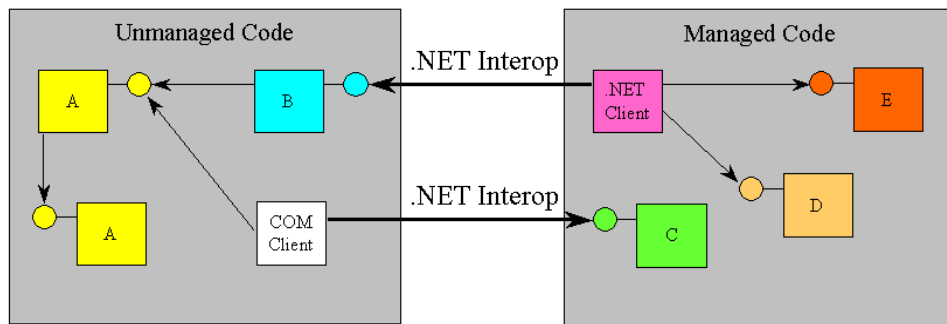 Unmanaged Code
Managed Code
.NET Interop
A
B
.NET
Client
E
.NET Interop
D
A
COM
Client
C